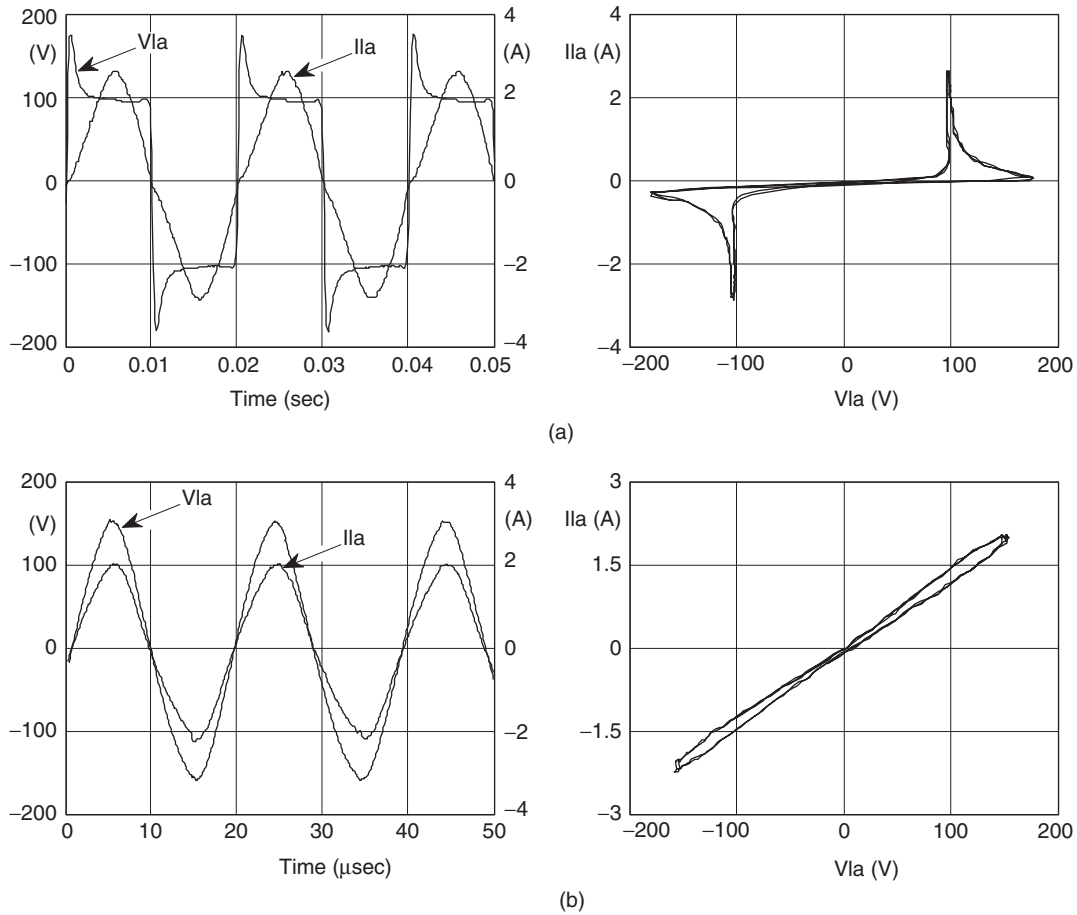 200
(V)
100
0
−100
−200
Vla
Ila
4
(A)
2
0
−2
−4
0 0.01 0.02 0.03 0.04 0.05
Time (sec)
4
Ila (A)
2
0
−2
−4
−200 −100 0 100 200
Vla (V)
(a)
200
(V)
100
0
−100
−200
Vla
Ila
4
(A)
2
0
−2
−4
0 10 20 30 40 50
Time (μsec)
3
Ila (A)
1.5
0
−1.5
−3
−200 −100 0 100 200
Vla (V)
(b)